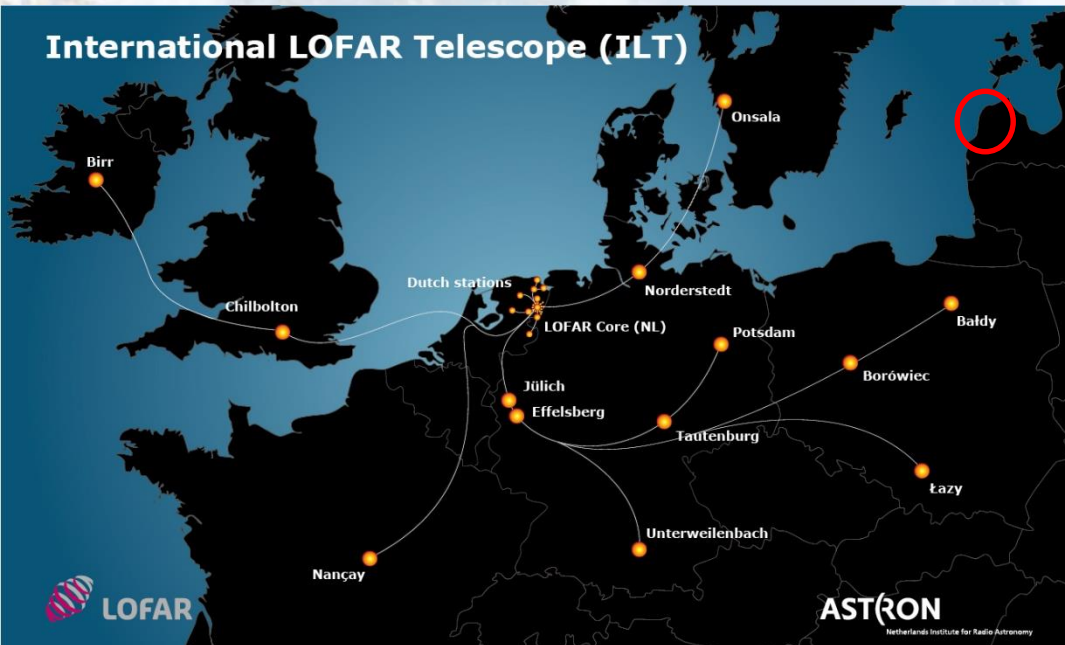 International LOFAR Telescope (ILT)
Onsala
Birr
Dutch stations
Norderstedt
Chilbolton
LOFAR Core (NL)
Potsdam
Bałdy
Borówiec
Jülich
Effelsberg
Tautenburg
Łazy
Unterweilenbach
Nançay
LOFAR
ASTRON
Netherlands Institute for Radio Astronomy